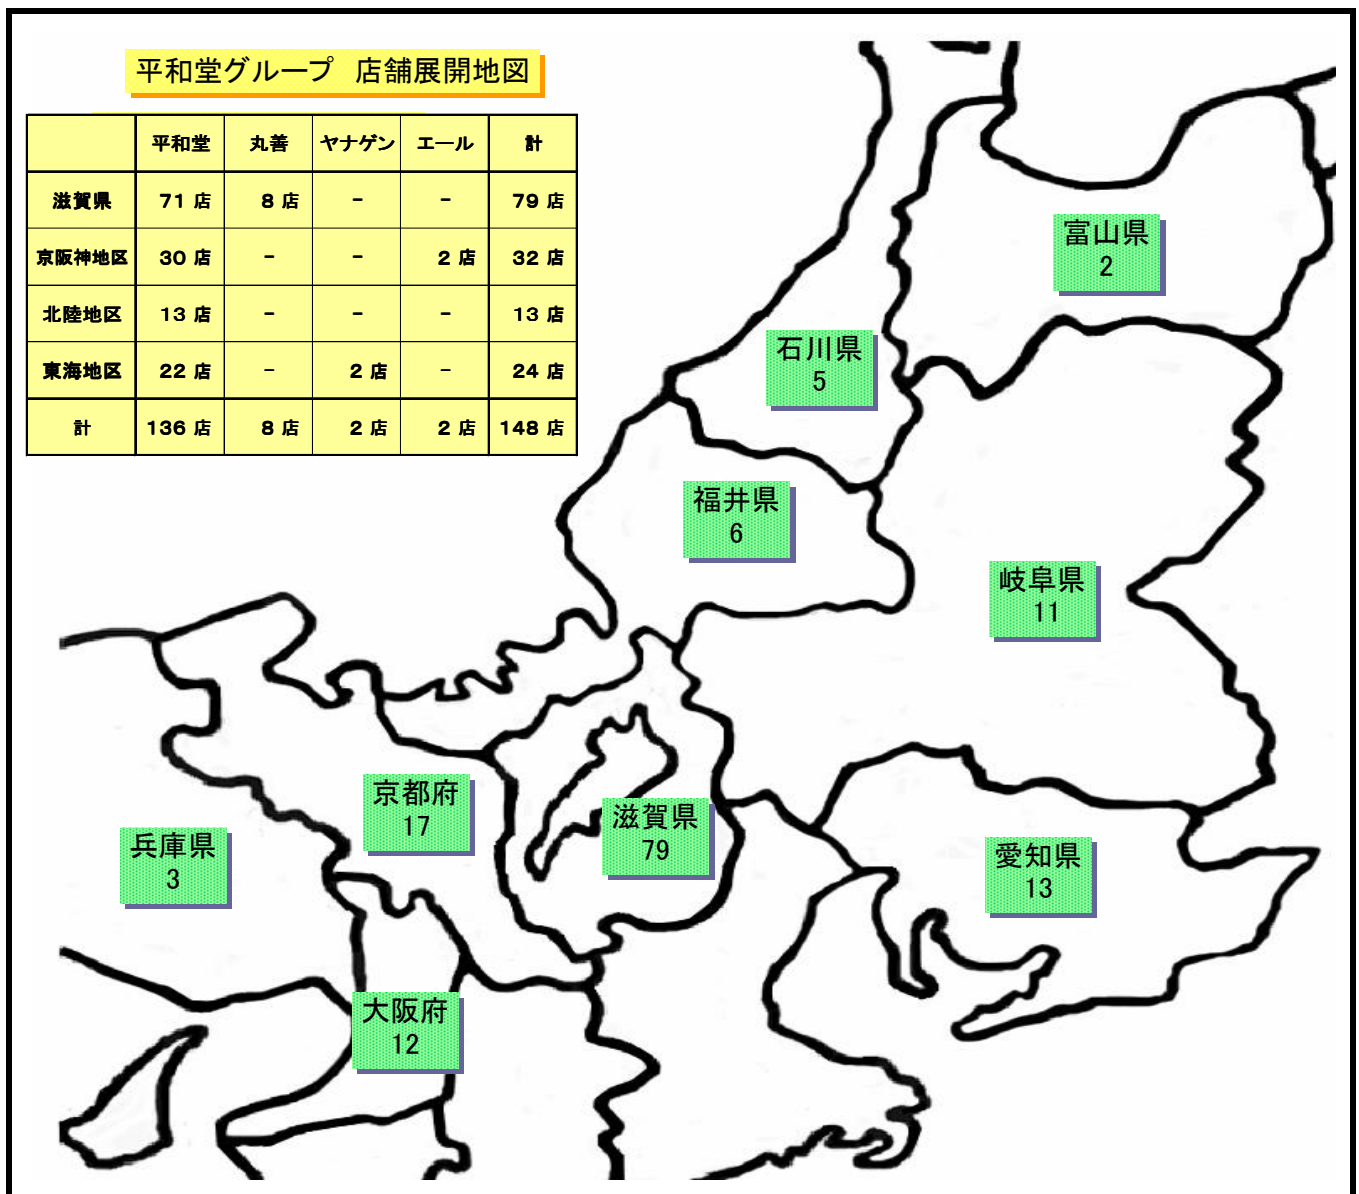 平和堂グループ 店舗展開地図
平和堂 丸善 ヤナゲン エール 計
滋賀県 71 店 8 店 - - 79 店
京阪神地区 30 店 - - 2 店 32 店
北陸地区 13 店 - - - 13 店
東海地区 22 店 - 2 店 - 24 店
計 136 店 8 店 2 店 2 店 148 店
富山県
2
石川県
5
福井県
6
岐阜県
11
京都府
17
滋賀県
79
兵庫県
3
愛知県
13
大阪府
12